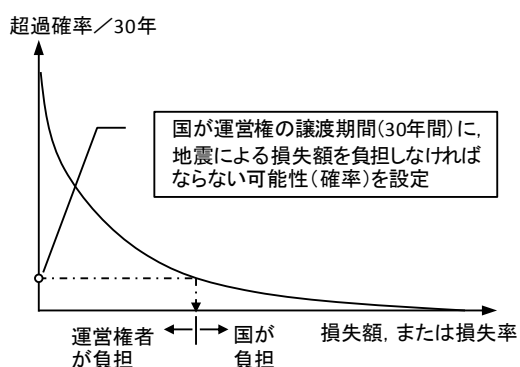 超過確率／30年
国が運営権の譲渡期間(30年間)に，
地震による損失額を負担しなければ
ならない可能性(確率)を設定
運営権者
が負担
国が
負担
損失額，または損失率